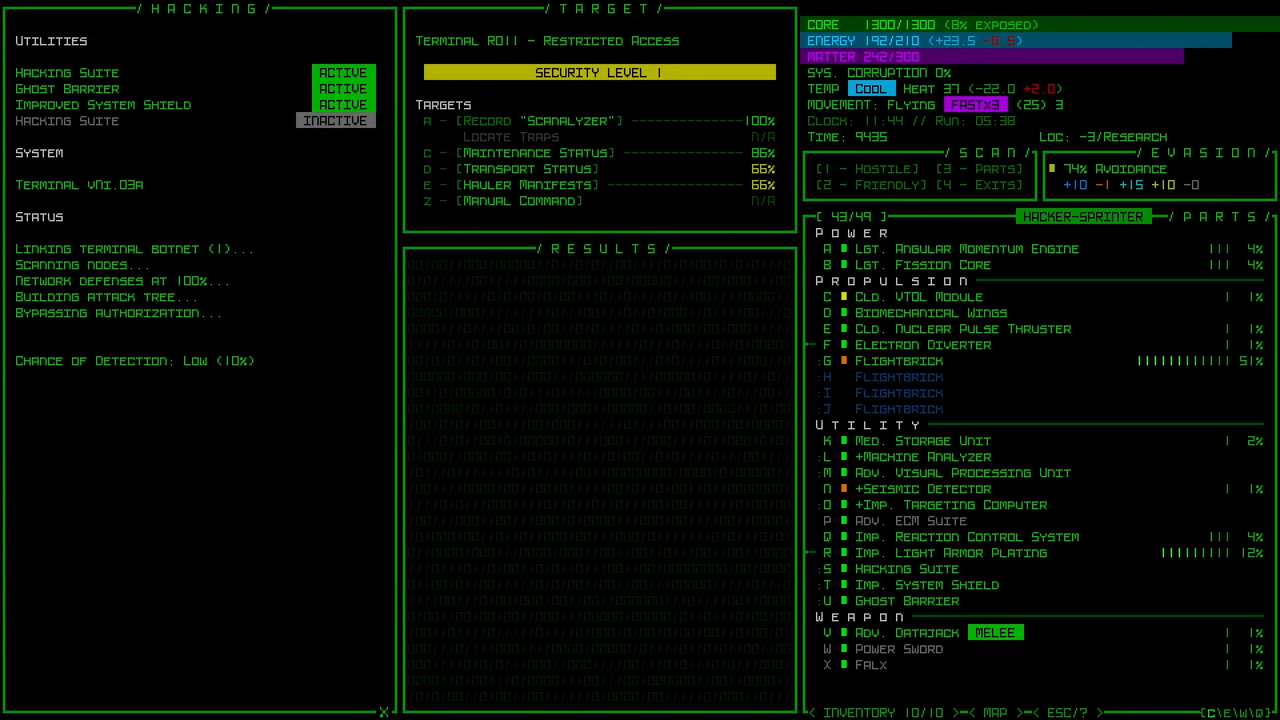 / H A C K I N G /
UTILITIES
HACKING SUITE ACTIVE
GHOST BARRIER ACTIVE
IMPROVED SYSTEM SHIELD ACTIVE
HACKING SUITE INACTIVE
SYSTEM
TERMINAL VN1.03A
STATUS
LINKING TERMINAL BOTNET (1)...
SCANNING NODES...
NETWORK DEFENSES AT 100%...
BUILDING ATTACK TREE...
BYPASSING AUTHORIZATION...
CHANCE OF DETECTION: LOW (10%)
X
/ T A R G E T /
TERMINAL R011 - RESTRICTED ACCESS
SECURITY LEVEL 1
TARGETS
A - [RECORD "SCANALYZER"] 100%
LOCATE TRAPS N/A
C - [MAINTENANCE STATUS] 86%
D - [TRANSPORT STATUS] 66%
E - [HAULER MANIFESTS] 66%
Z - [MANUAL COMMAND] N/A
/ R E S U L T S /
CORE 1300/1300 (8% EXPOSED)
ENERGY 192/210 (+23.5 -0.5)
MATTER 242/300
SYS. CORRUPTION 0%
TEMP COOL HEAT 37 (-22.0 +2.0)
MOVEMENT: FLYING FASTX3 (25) 3
CLOCK: 11:44 // RUN: 05:38
TIME: 9435 LOC: -3/RESEARCH
/ S C A N /
[1 - HOSTILE] [3 - PARTS]
[2 - FRIENDLY] [4 - EXITS]
/ E V A S I O N /
74% AVOIDANCE
+10 -1 +15 +10 -0
[ 43/49 ] HACKER-SPRINTER / P A R T S /
P O W E R
A LGT. ANGULAR MOMENTUM ENGINE ||| 4%
B LGT. FISSION CORE ||| 4%
P R O P U L S I O N
C CLD. VTOL MODULE | 1%
D BIOMECHANICAL WINGS
E CLD. NUCLEAR PULSE THRUSTER | 1%
F ELECTRON DIVERTER | 1%
:G FLIGHTBRICK |||||||||||| 51%
:H FLIGHTBRICK
:I FLIGHTBRICK
:J FLIGHTBRICK
U T I L I T Y
K MED. STORAGE UNIT | 2%
:L +MACHINE ANALYZER
:M ADV. VISUAL PROCESSING UNIT
N +SEISMIC DETECTOR | 1%
:O +IMP. TARGETING COMPUTER
P ADV. ECM SUITE
Q IMP. REACTION CONTROL SYSTEM ||| 4%
R IMP. LIGHT ARMOR PLATING ||||||||| 12%
:S HACKING SUITE
:T IMP. SYSTEM SHIELD
:U GHOST BARRIER
W E A P O N
V ADV. DATAJACK MELEE | 1%
W POWER SWORD | 1%
X FALX | 1%
< INVENTORY 10/10 >-< MAP >-< ESC/? > [C\E\W\Q]